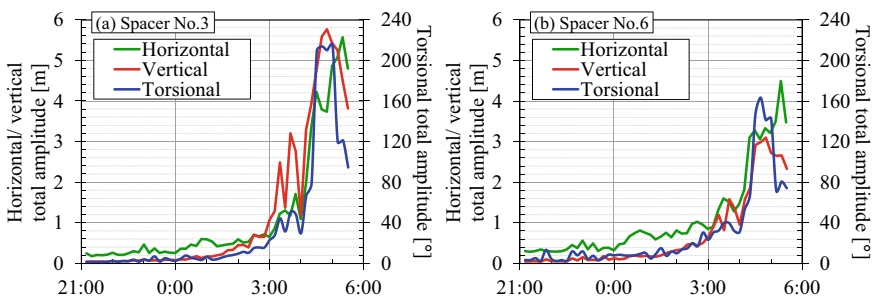 (a) Spacer No.3
Horizontal
Vertical
Torsional
Horizontal/ vertical
total amplitude [m]
6
5
4
3
2
1
0
240
200
160
120
80
40
0
Torsional total amplitude [°]
21:00
0:00
3:00
6:00
(b) Spacer No.6
Horizontal
Vertical
Torsional
Horizontal/ vertical
total amplitude [m]
6
5
4
3
2
1
0
240
200
160
120
80
40
0
Torsional total amplitude [°]
21:00
0:00
3:00
6:00